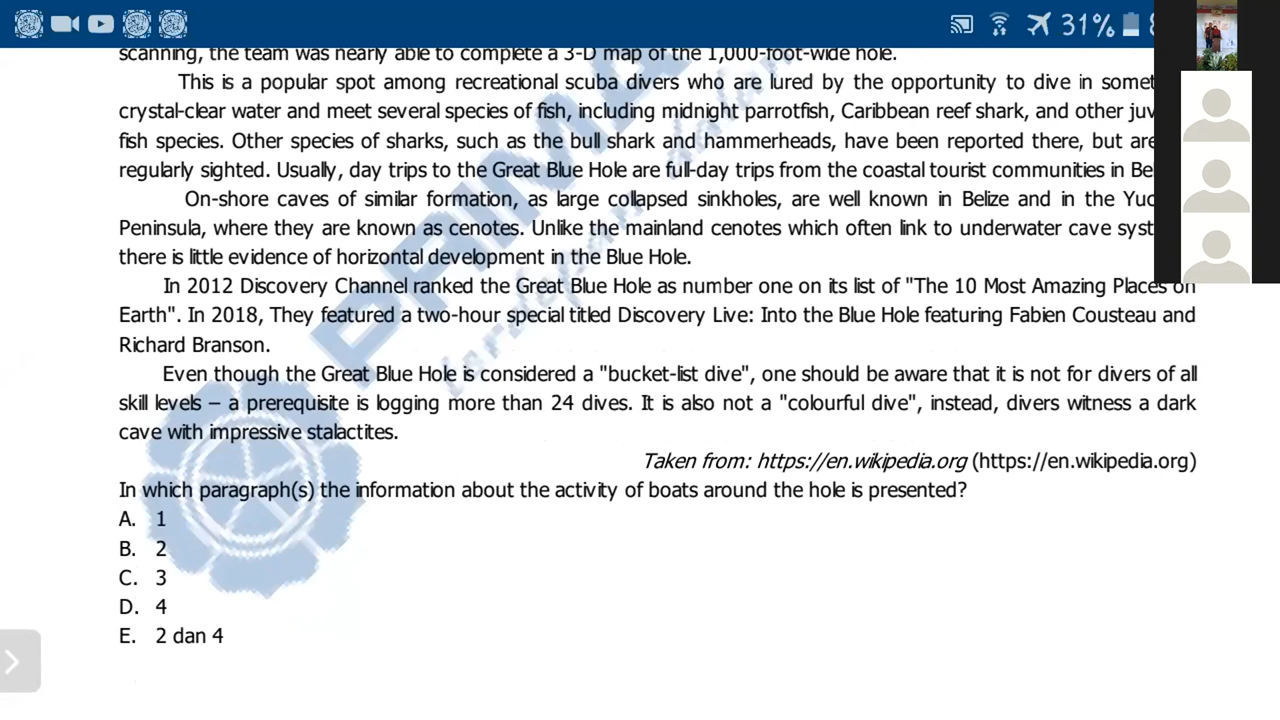 31% 8
scanning, the team was nearly able to complete a 3-D map of the 1,000-foot-wide hole.
This is a popular spot among recreational scuba divers who are lured by the opportunity to dive in
crystal-clear water and meet several species of fish, including midnight parrotfish, Caribbean reef shark, and other
fish species. Other species of sharks, such as the bull shark and hammerheads, have been reported there, but are
regularly sighted. Usually, day trips to the Great Blue Hole are full-day trips from the coastal tourist communities in
On-shore caves of similar formation, as large collapsed sinkholes, are well known in Belize and in the
Peninsula, where they are known as cenotes. Unlike the mainland cenotes which often link to underwater cave
there is little evidence of horizontal development in the Blue Hole.
In 2012 Discovery Channel ranked the Great Blue Hole as number one on its list of "The 10 Most Amazing Places on
Earth". In 2018, They featured a two-hour special titled Discovery Live: Into the Blue Hole featuring Fabien Cousteau and
Richard Branson.
Even though the Great Blue Hole is considered a "bucket-list dive", one should be aware that it is not for divers of all
skill levels – a prerequisite is logging more than 24 dives. It is also not a "colourful dive", instead, divers witness a dark
cave with impressive stalactites.
Taken from: https://en.wikipedia.org (https://en.wikipedia.org)
In which paragraph(s) the information about the activity of boats around the hole is presented?
A. 1
B. 2
C. 3
D. 4
E. 2 dan 4